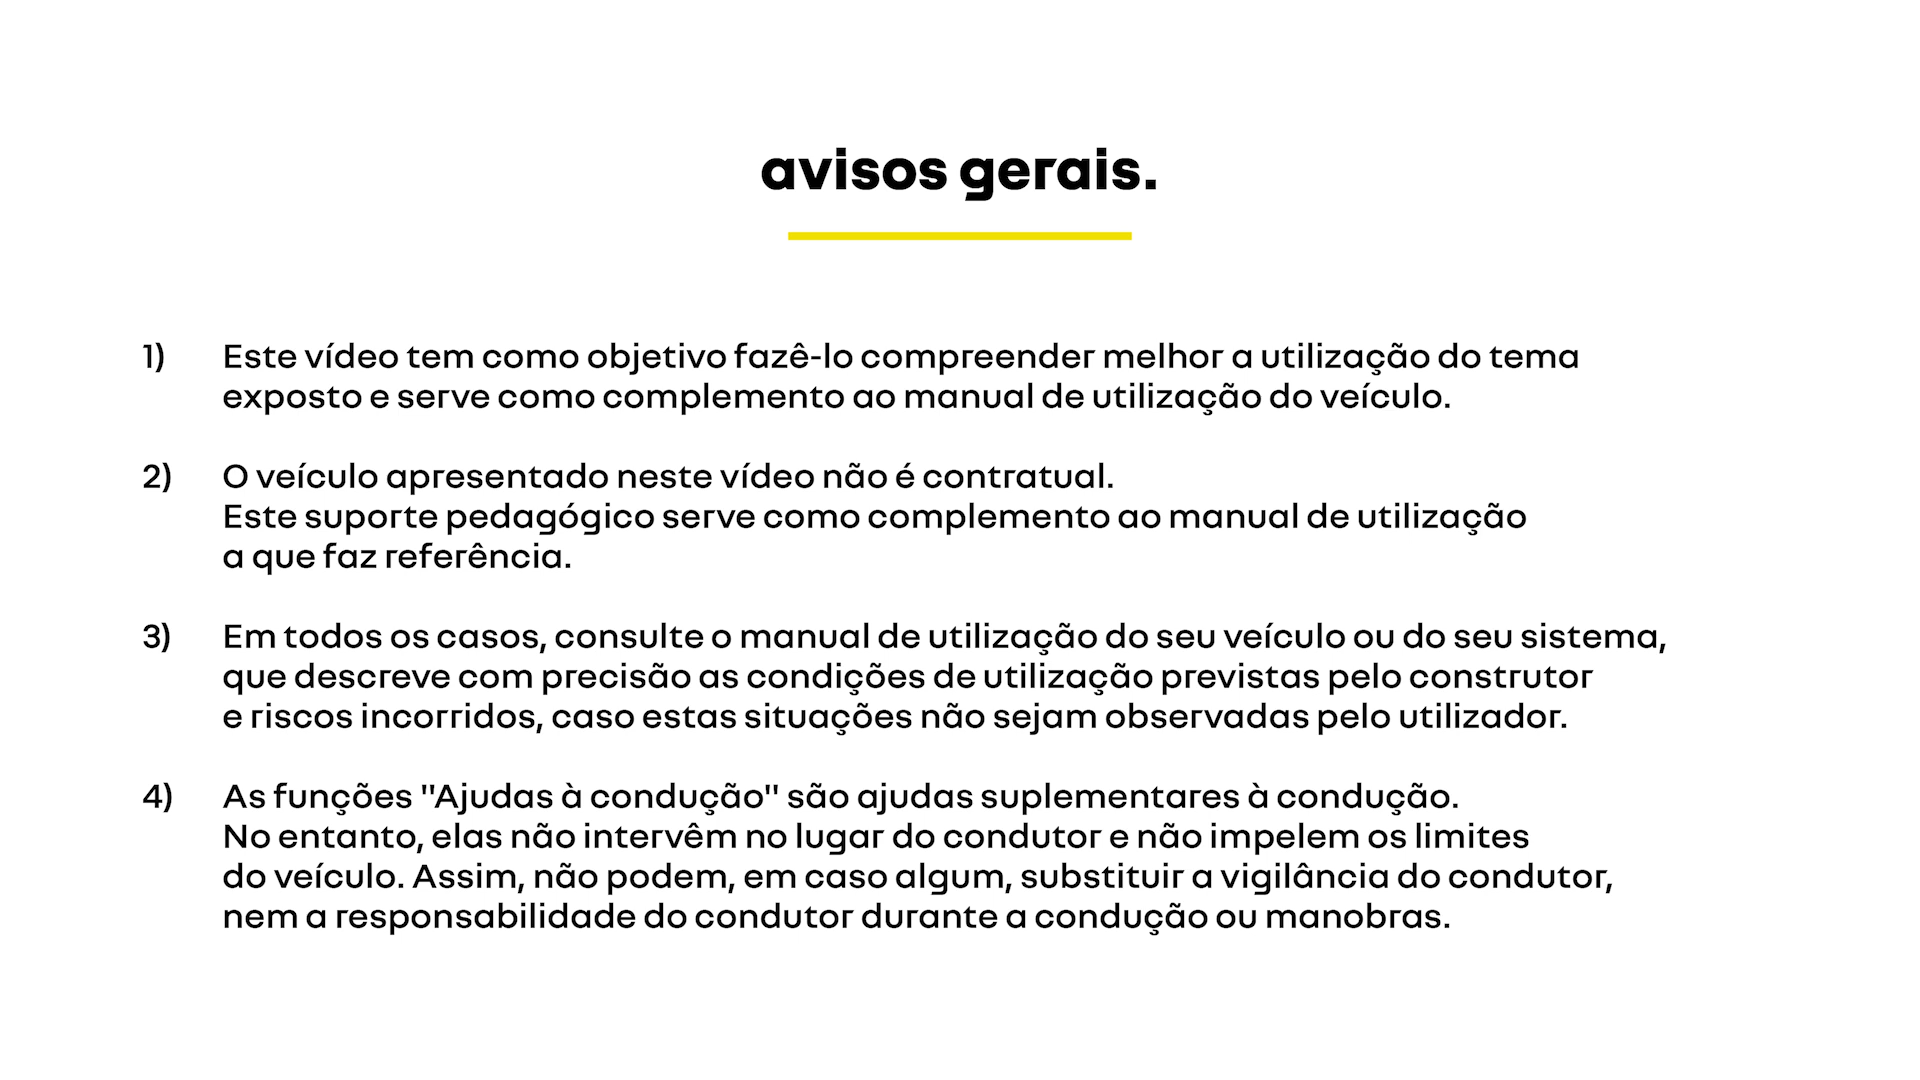 avisos gerais.
1) Este vídeo tem como objetivo fazê-lo compreender melhor a utilização do tema
exposto e serve como complemento ao manual de utilização do veículo.
2) O veículo apresentado neste vídeo não é contratual.
Este suporte pedagógico serve como complemento ao manual de utilização
a que faz referência.
3) Em todos os casos, consulte o manual de utilização do seu veículo ou do seu sistema,
que descreve com precisão as condições de utilização previstas pelo construtor
e riscos incorridos, caso estas situações não sejam observadas pelo utilizador.
4) As funções "Ajudas à condução" são ajudas suplementares à condução.
No entanto, elas não intervêm no lugar do condutor e não impelem os limites
do veículo. Assim, não podem, em caso algum, substituir a vigilância do condutor,
nem a responsabilidade do condutor durante a condução ou manobras.